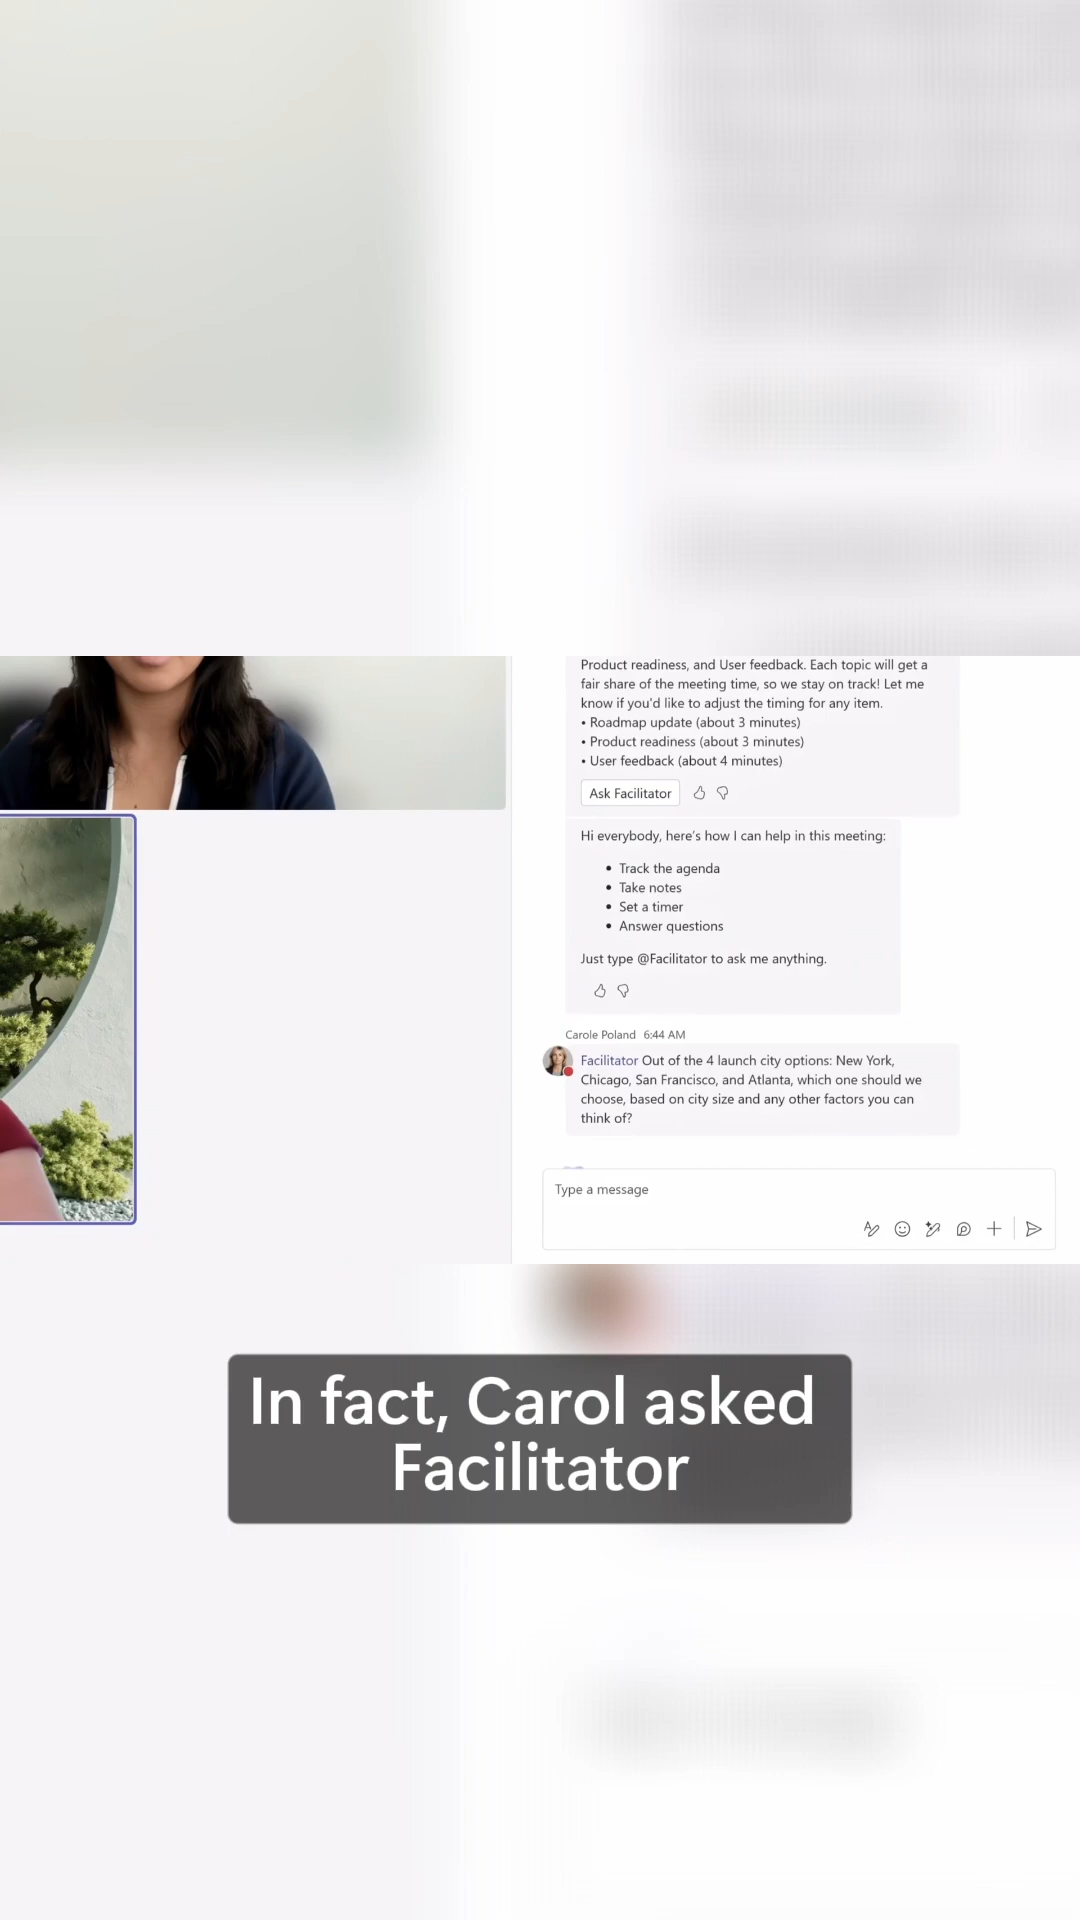 Product readiness, and User feedback. Each topic will get a
fair share of the meeting time, so we stay on track! Let me
know if you'd like to adjust the timing for any item.
• Roadmap update (about 3 minutes)
• Product readiness (about 3 minutes)
• User feedback (about 4 minutes)
Ask Facilitator
Hi everybody, here's how I can help in this meeting:
• Track the agenda
• Take notes
• Set a timer
• Answer questions
Just type @Facilitator to ask me anything.
Carole Poland 6:44 AM
Facilitator Out of the 4 launch city options: New York,
Chicago, San Francisco, and Atlanta, which one should we
choose, based on city size and any other factors you can
think of?
Type a message
In fact, Carol asked
Facilitator